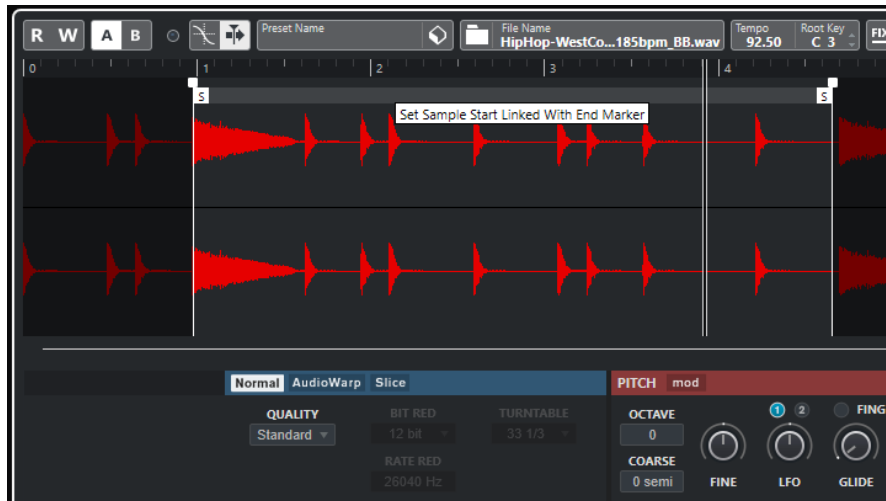 R W A B
Preset Name
File Name
HipHop-WestCo...185bpm_BB.wav
Tempo
92.50
Root Key
C 3
FIX
0 1 2 3 4
S S
Set Sample Start Linked With End Marker
Normal AudioWarp Slice
PITCH mod
QUALITY BIT RED TURNTABLE
Standard 12 bit 33 1/3
RATE RED
26040 Hz
OCTAVE
0
COARSE
0 semi
1 2 FING
FINE LFO GLIDE